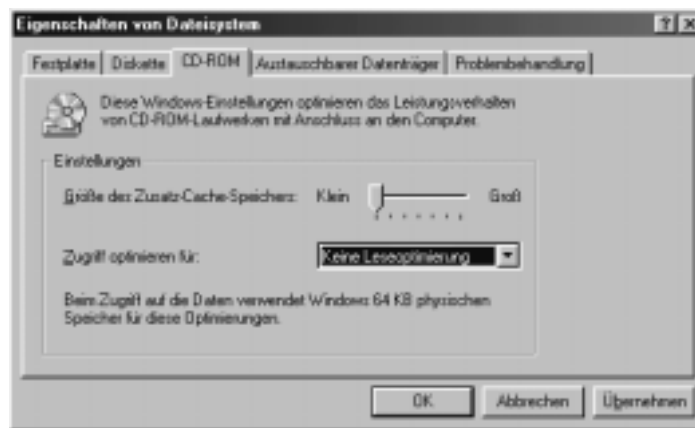 Eigenschaften von Dateisystem
Festplatte Diskette CD-ROM Austauschbarer Datenträger Problembehandlung
Diese Windows-Einstellungen optimieren das Leistungsverhalten
von CD-ROM-Laufwerken mit Anschluss an den Computer.
Einstellungen
Größe des Zusatz-Cache-Speichers: Klein Groß
Zugriff optimieren für: Keine Leseoptimierung
Beim Zugriff auf die Daten verwendet Windows 64 KB physischen
Speicher für diese Optimierungen.
OK Abbrechen Übernehmen